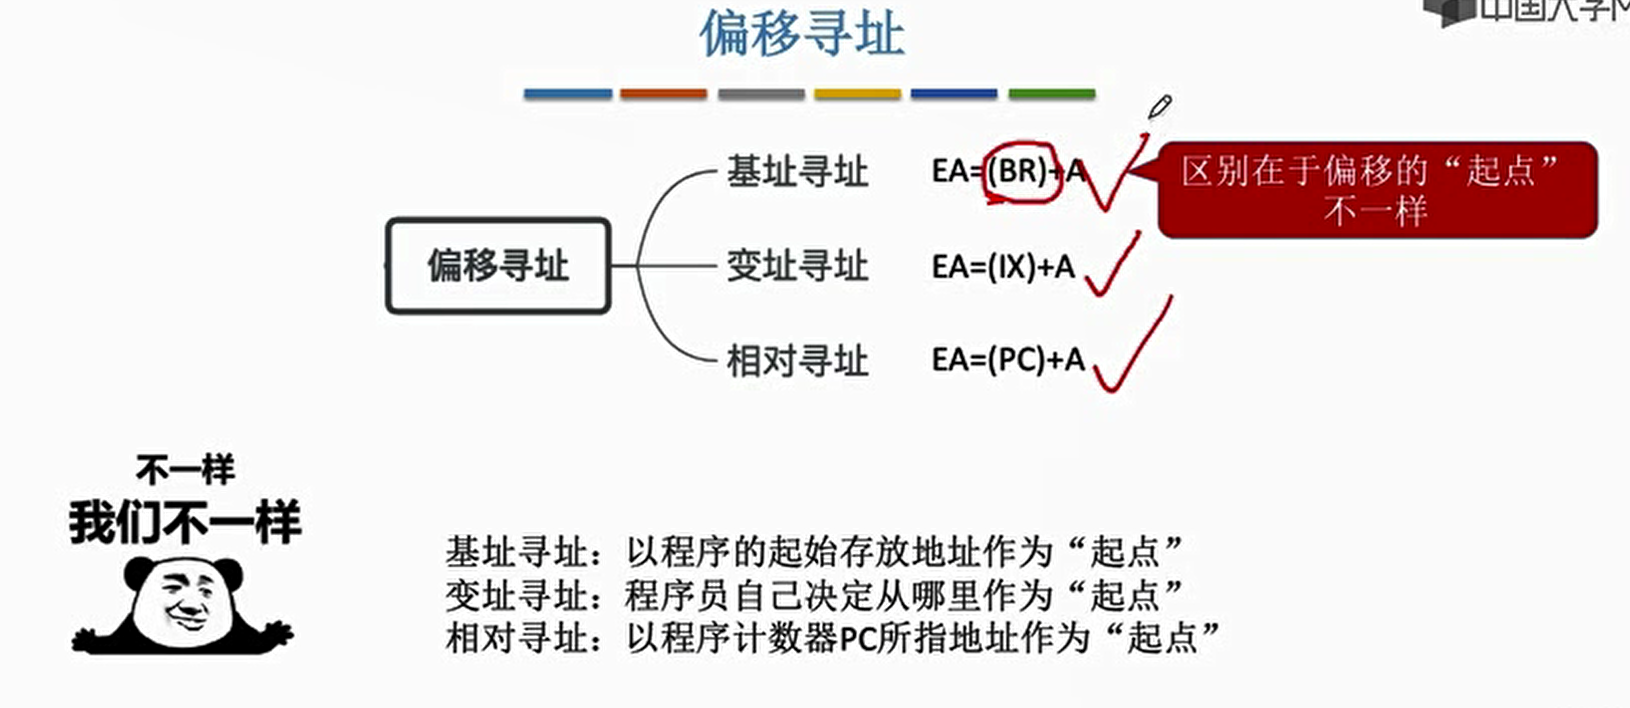 偏移寻址
中国大学M
基址寻址 EA=(BR)+A
区别在于偏移的“起点”
不一样
偏移寻址
变址寻址 EA=(IX)+A
相对寻址 EA=(PC)+A
不一样
我们不一样
基址寻址：以程序的起始存放地址作为“起点”
变址寻址：程序员自己决定从哪里作为“起点”
相对寻址：以程序计数器PC所指地址作为“起点”